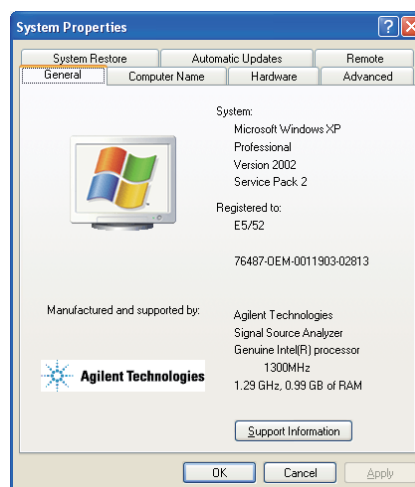 System Properties
System Restore Automatic Updates Remote
General Computer Name Hardware Advanced
System:
Microsoft Windows XP
Professional
Version 2002
Service Pack 2
Registered to:
E5/52
76487-OEM-0011903-02813
Manufactured and supported by:
Agilent Technologies
Agilent Technologies
Signal Source Analyzer
Genuine Intel(R) processor
1300MHz
1.29 GHz, 0.99 GB of RAM
Support Information
OK Cancel Apply